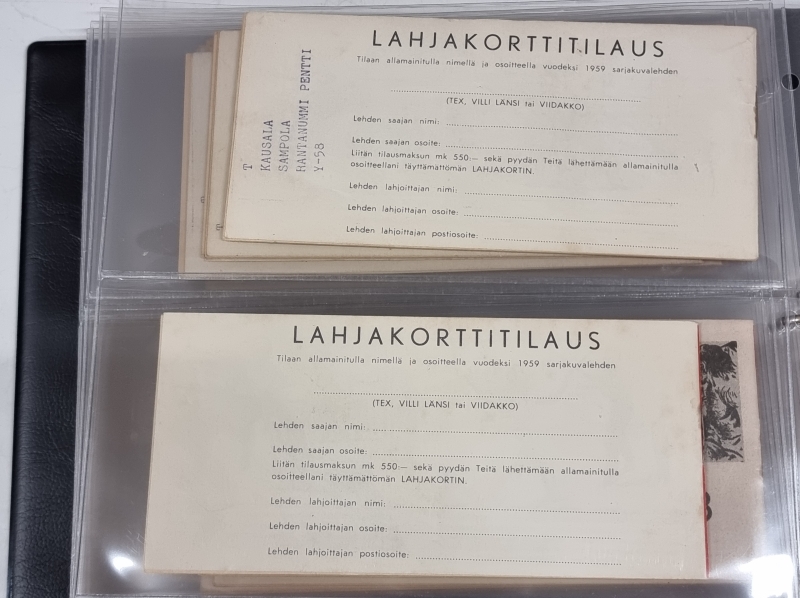 LAHJAKORTTITILAUS
Tilaan allamainitulla nimellä ja osoitteella vuodeksi 1959 sarjakuvalehden
(TEX, VILLI LÄNSI tai VIIDAKKO)
Lehden saajan nimi:
Lehden saajan osoite:
Liitän tilausmaksun mk 550:— sekä pyydän Teitä lähettämään allamainitulla
osoitteellani täyttämättömän LAHJAKORTIN.
Lehden lahjoittajan nimi:
Lehden lahjoittajan osoite:
Lehden lahjoittajan postiosoite:
T
KAUSALA
SAMPOLA
RANTANUMMI PENTTI
Y-58
LAHJAKORTTITILAUS
Tilaan allamainitulla nimellä ja osoitteella vuodeksi 1959 sarjakuvalehden
(TEX, VILLI LÄNSI tai VIIDAKKO)
Lehden saajan nimi:
Lehden saajan osoite:
Liitän tilausmaksun mk 550:— sekä pyydän Teitä lähettämään allamainitulla
osoitteellani täyttämättömän LAHJAKORTIN.
Lehden lahjoittajan nimi:
Lehden lahjoittajan osoite:
Lehden lahjoittajan postiosoite: